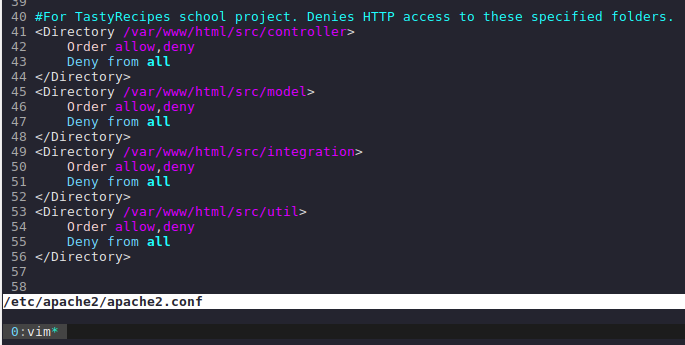 39
40 #For TastyRecipes school project. Denies HTTP access to these specified folders.
41 <Directory /var/www/html/src/controller>
42     Order allow,deny
43     Deny from all
44 </Directory>
45 <Directory /var/www/html/src/model>
46     Order allow,deny
47     Deny from all
48 </Directory>
49 <Directory /var/www/html/src/integration>
50     Order allow,deny
51     Deny from all
52 </Directory>
53 <Directory /var/www/html/src/util>
54     Order allow,deny
55     Deny from all
56 </Directory>
57
58
/etc/apache2/apache2.conf
0:vim*